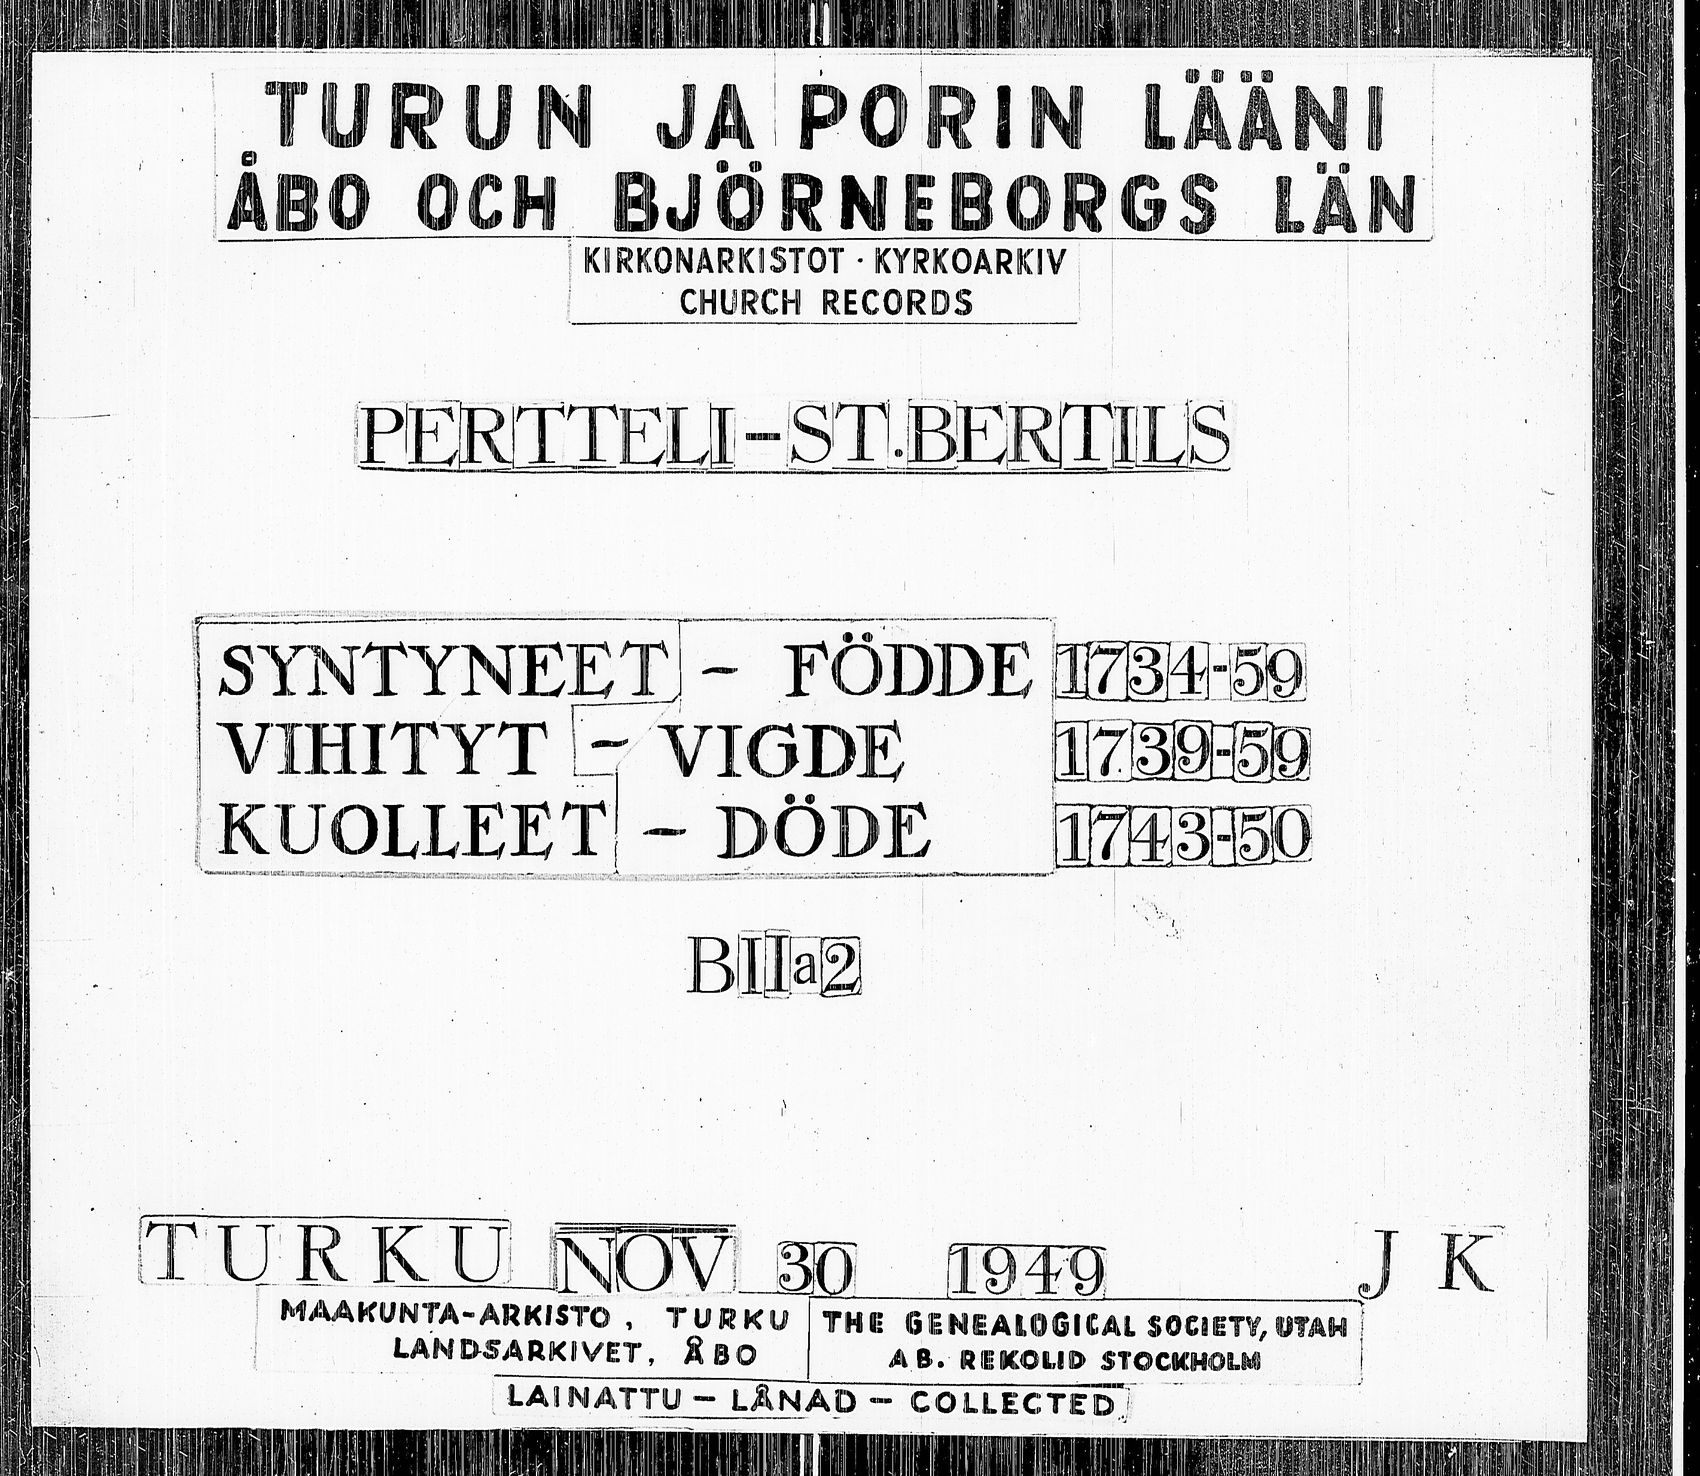 TURUN JA PORIN LÄÄNI
ÅBO OCH BJÖRNEBORGS LÄN
KIRKONARKISTOT · KYRKOARKIV
CHURCH RECORDS
PERTTELI-ST.BERTILS
SYNTYNEET - FÖDDE 1734-59
VIHITYT - VIGDE 1739-59
KUOLLEET - DÖDE 1743-50
BIIa2
TURKU NOV 30 1949 J K
MAAKUNTA-ARKISTO, TURKU
LANDSARKIVET, ÅBO
THE GENEALOGICAL SOCIETY, UTAH
AB. REKOLID STOCKHOLM
LAINATTU - LÅNAD - COLLECTED